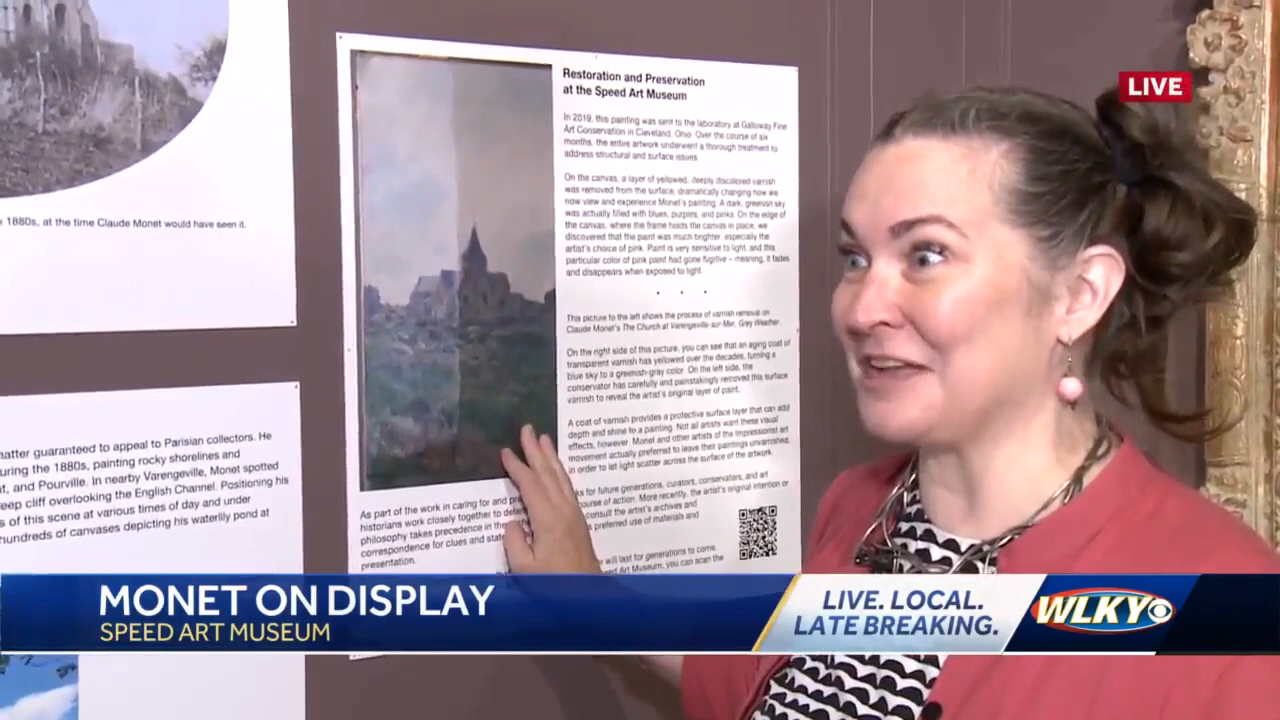 LIVE
e 1880s, at the time Claude Monet would have seen it.
matter guaranteed to appeal to Parisian collectors. He
uring the 1880s, painting rocky shorelines and
t, and Pourville. In nearby Varengeville, Monet spotted
eep cliff overlooking the English Channel. Positioning his
s of this scene at various times of day and under
hundreds of canvases depicting his waterlily pond at
Restoration and Preservation
at the Speed Art Museum
In 2019, this painting was sent to the laboratory at Galloway Fine
Art Conservation in Cleveland, Ohio. Over the course of six
months, the entire artwork underwent a thorough treatment to
address structural and surface issues.
On the canvas, a layer of yellowed, deeply discolored varnish
was removed from the surface, dramatically changing how we
now view and experience Monet's painting. A dark, greenish sky
was actually filled with blues, purples, and pinks. On the edge of
the canvas, where the frame holds the canvas in place, we
discovered that the paint was much brighter, especially the
artist's choice of pink. Paint is very sensitive to light, and this
particular color of pink paint had gone fugitive – meaning, it fades
and disappears when exposed to light.
This picture to the left shows the process of varnish removal on
Claude Monet's The Church at Varengeville-sur-Mer, Grey Weather.
On the right side of this picture, you can see that an aging coat of
transparent varnish has yellowed over the decades, turning a
blue sky to a greenish-gray color. On the left side, the
conservator has carefully and painstakingly removed this surface
varnish to reveal the artist's original layer of paint.
A coat of varnish provides a protective surface layer that can add
depth and shine to a painting. Not all artists want these visual
effects, however. Monet and other artists of the Impressionist art
movement actually preferred to leave their paintings unvarnished,
in order to let light scatter across the surface of the artwork.
As part of the work in caring for and pre
ks for future generations, curators, conservators, and art
historians work closely together to dete
course of action. More recently, the artist's original intention or
philosophy takes precedence in the
consult the artist's archives and
correspondence for clues and stat
s preferred use of materials and
presentation.
will last for generations to come,
ed Art Museum, you can scan the
MONET ON DISPLAY
SPEED ART MUSEUM
LIVE. LOCAL.
LATE BREAKING.
WLKY